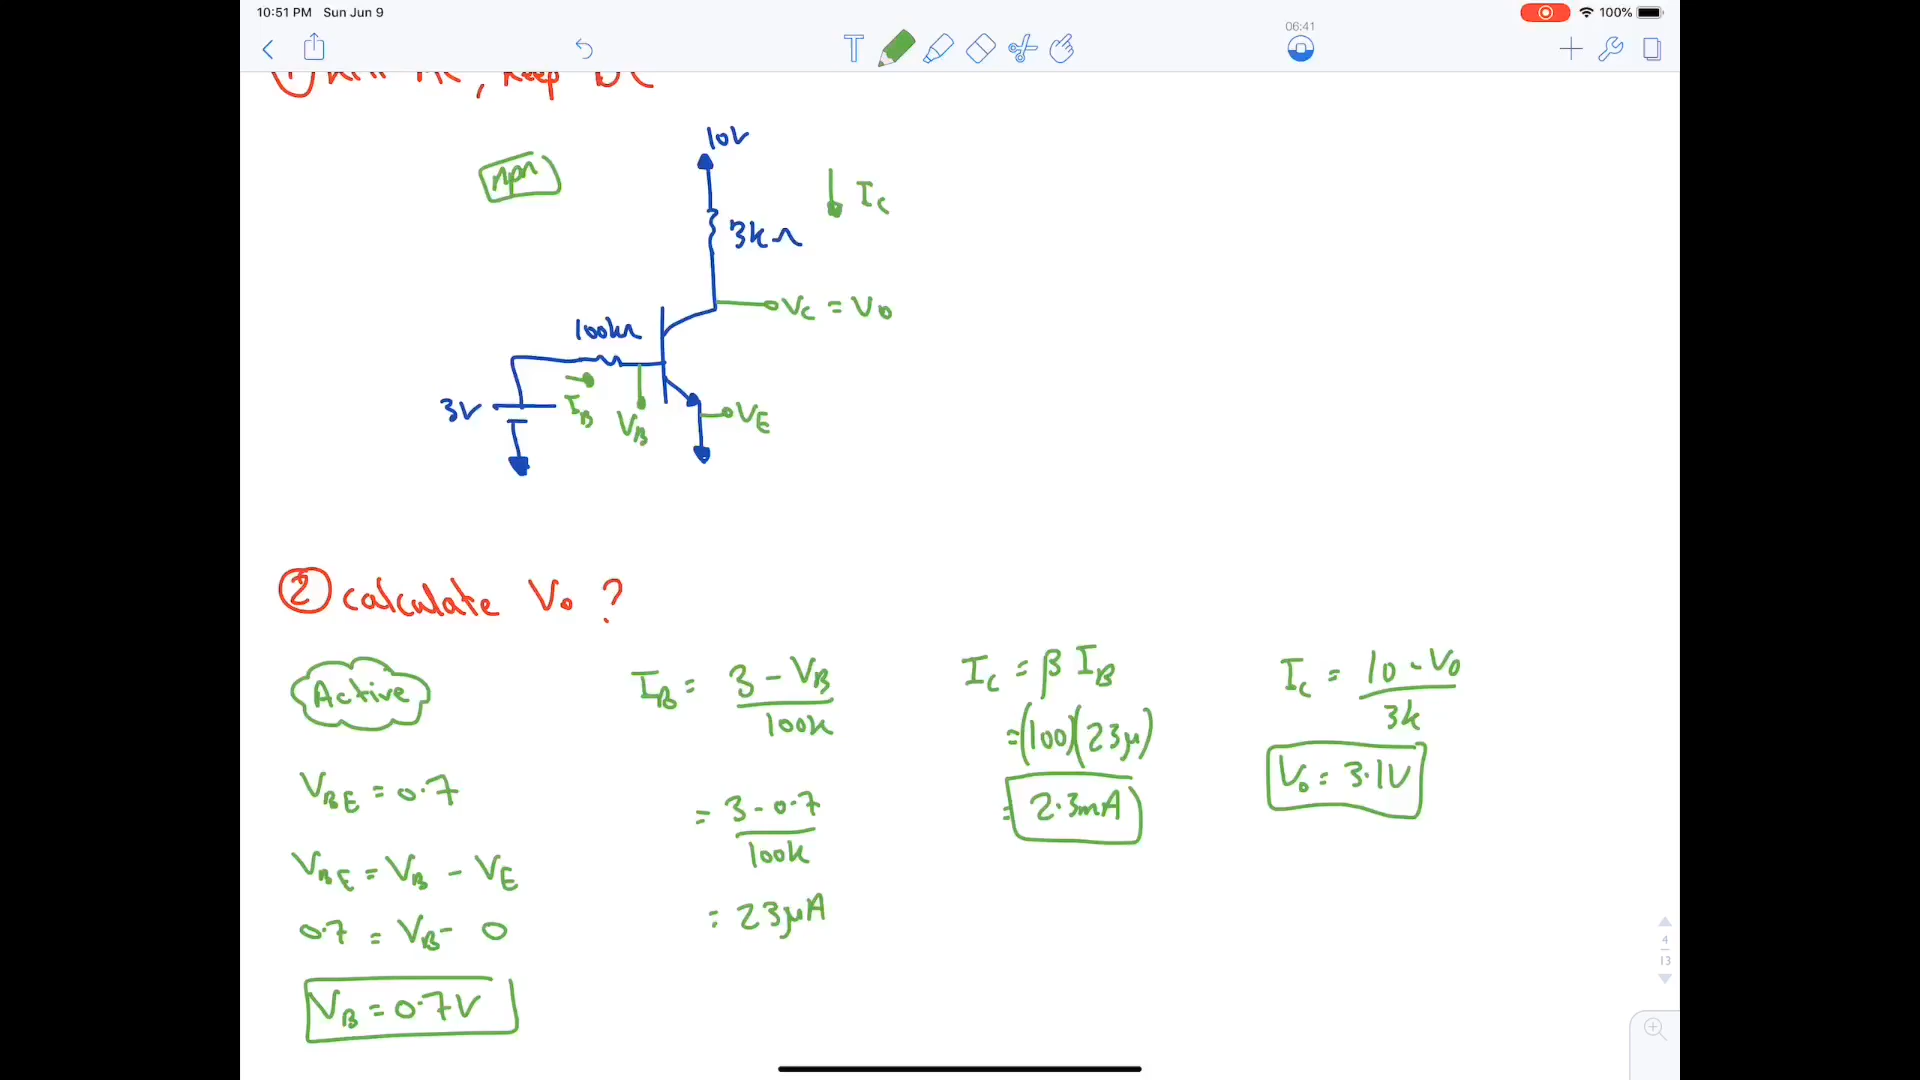 10:51 PM Sun Jun 9
100%
06:41
T
, keep DC
npn
10V
IC
3kΩ
VC = VO
100kΩ
3V
IB
VB
VE
② calculate Vo ?
Active
IB = 3 - VB / 100k
IC = β IB
IC = 10 - Vo / 3k
= (100)(23μ)
Vo = 3.1V
VBE = 0.7
= 3 - 0.7 / 100k
= 2.3mA
VBE = VB - VE
= 23μA
0.7 = VB - 0
VB = 0.7V
4
13